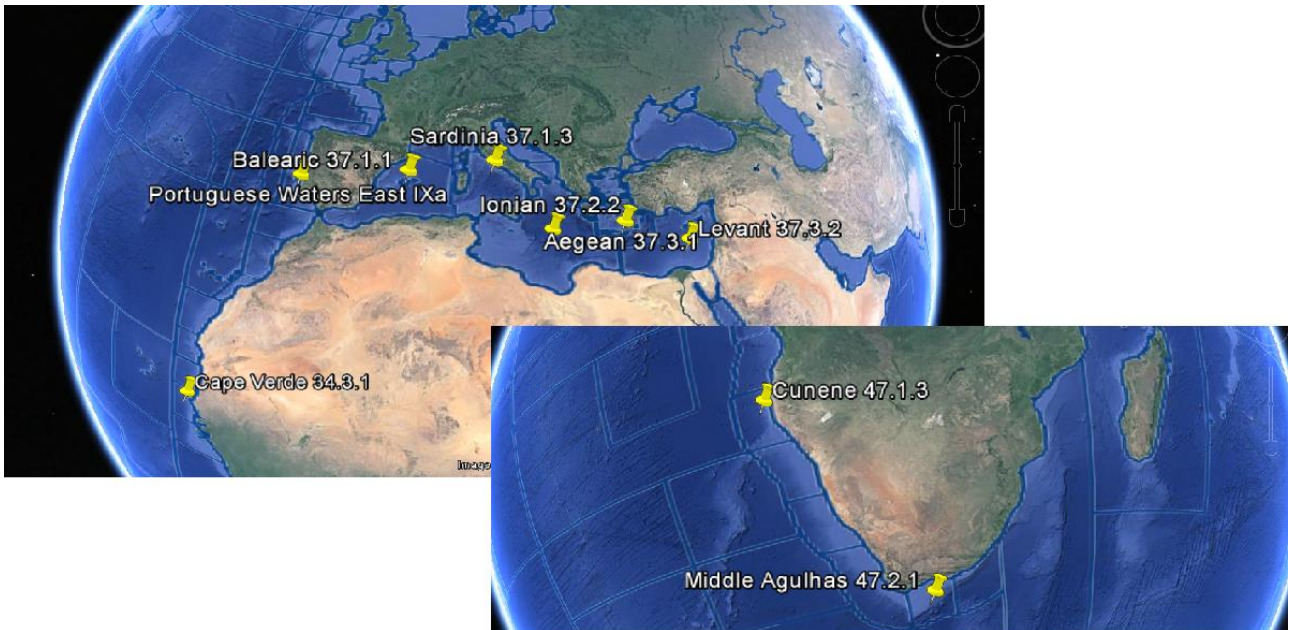 Sardinia 37.1.3
Balearic 37.1.1
Portuguese Waters East IXa
Ionian 37.2.2
Levant 37.3.2
Aegean 37.3.1
Cape Verde 34.3.1
Imag
Cunene 47.1.3
Middle Agulhas 47.2.1